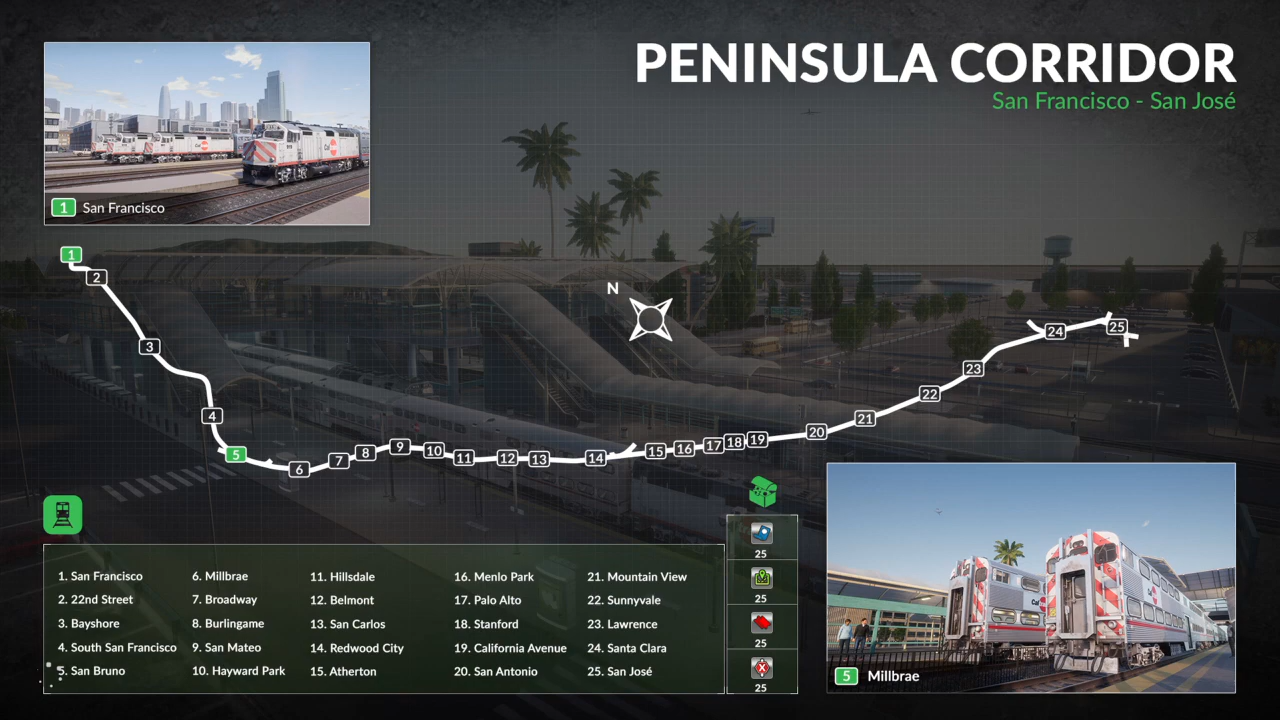 PENINSULA CORRIDOR
San Francisco - San José
1 San Francisco
N
1
2
3
4
5
6
7
8
9
10
11
12
13
14
15
16
17
18
19
20
21
22
23
24
25
1. San Francisco
2. 22nd Street
3. Bayshore
4. South San Francisco
5. San Bruno
6. Millbrae
7. Broadway
8. Burlingame
9. San Mateo
10. Hayward Park
11. Hillsdale
12. Belmont
13. San Carlos
14. Redwood City
15. Atherton
16. Menlo Park
17. Palo Alto
18. Stanford
19. California Avenue
20. San Antonio
21. Mountain View
22. Sunnyvale
23. Lawrence
24. Santa Clara
25. San José
25
25
25
25
5 Millbrae